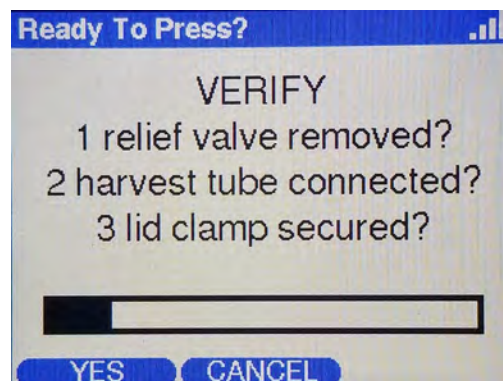 Ready To Press?
VERIFY
1 relief valve removed?
2 harvest tube connected?
3 lid clamp secured?
YES CANCEL